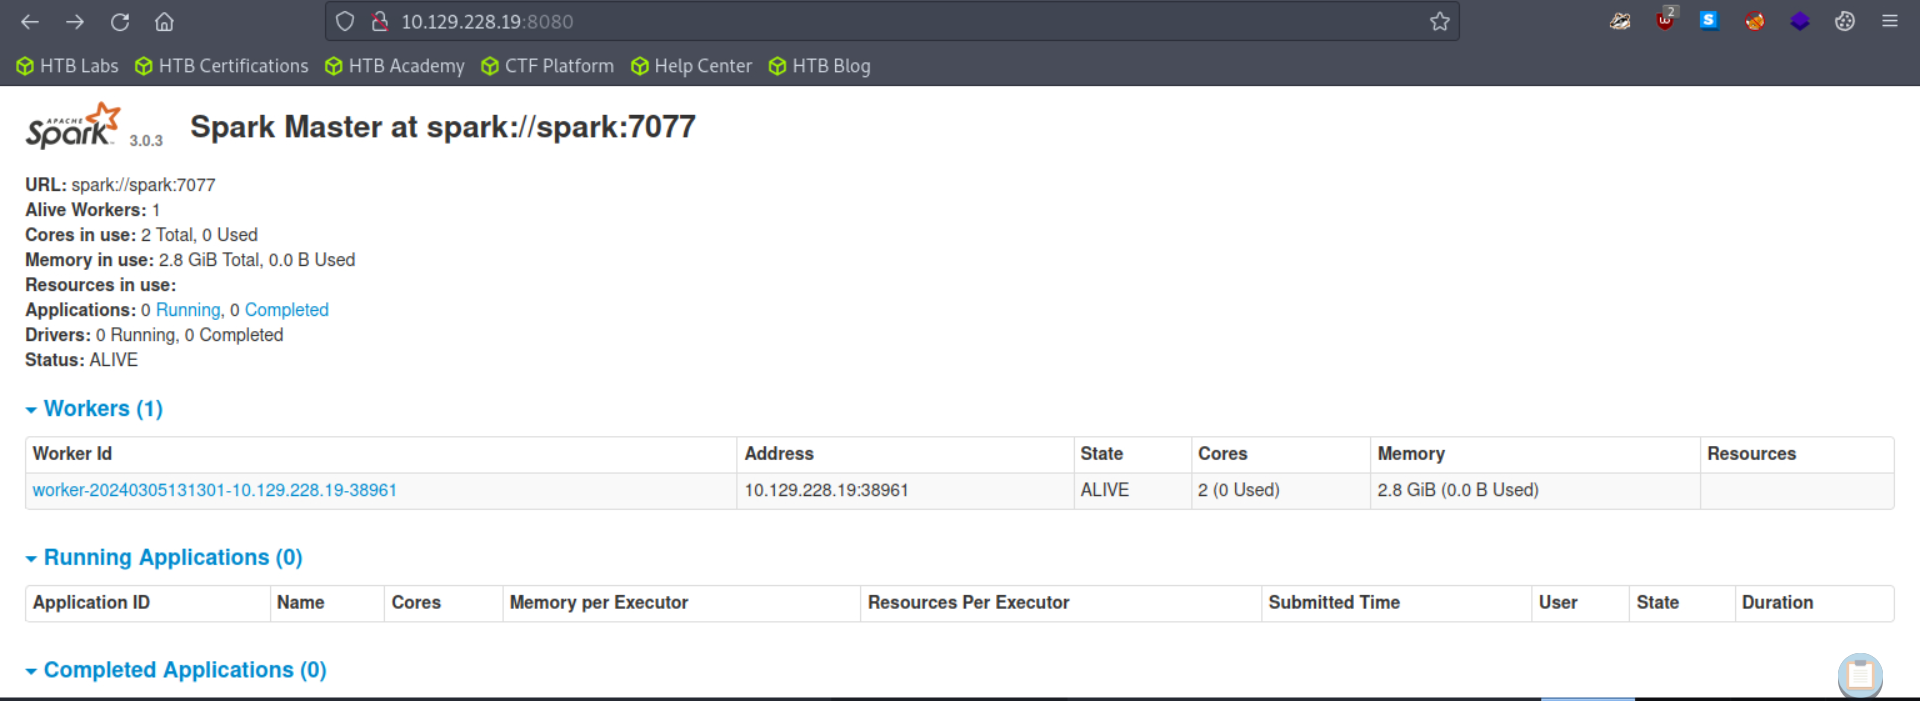 10.129.228.19:8080
2
S
HTB Labs HTB Certifications HTB Academy CTF Platform Help Center HTB Blog
APACHE Spark 3.0.3 Spark Master at spark://spark:7077
URL: spark://spark:7077
Alive Workers: 1
Cores in use: 2 Total, 0 Used
Memory in use: 2.8 GiB Total, 0.0 B Used
Resources in use:
Applications: 0 Running, 0 Completed
Drivers: 0 Running, 0 Completed
Status: ALIVE
Workers (1)
Worker Id Address State Cores Memory Resources
worker-20240305131301-10.129.228.19-38961 10.129.228.19:38961 ALIVE 2 (0 Used) 2.8 GiB (0.0 B Used)
Running Applications (0)
Application ID Name Cores Memory per Executor Resources Per Executor Submitted Time User State Duration
Completed Applications (0)